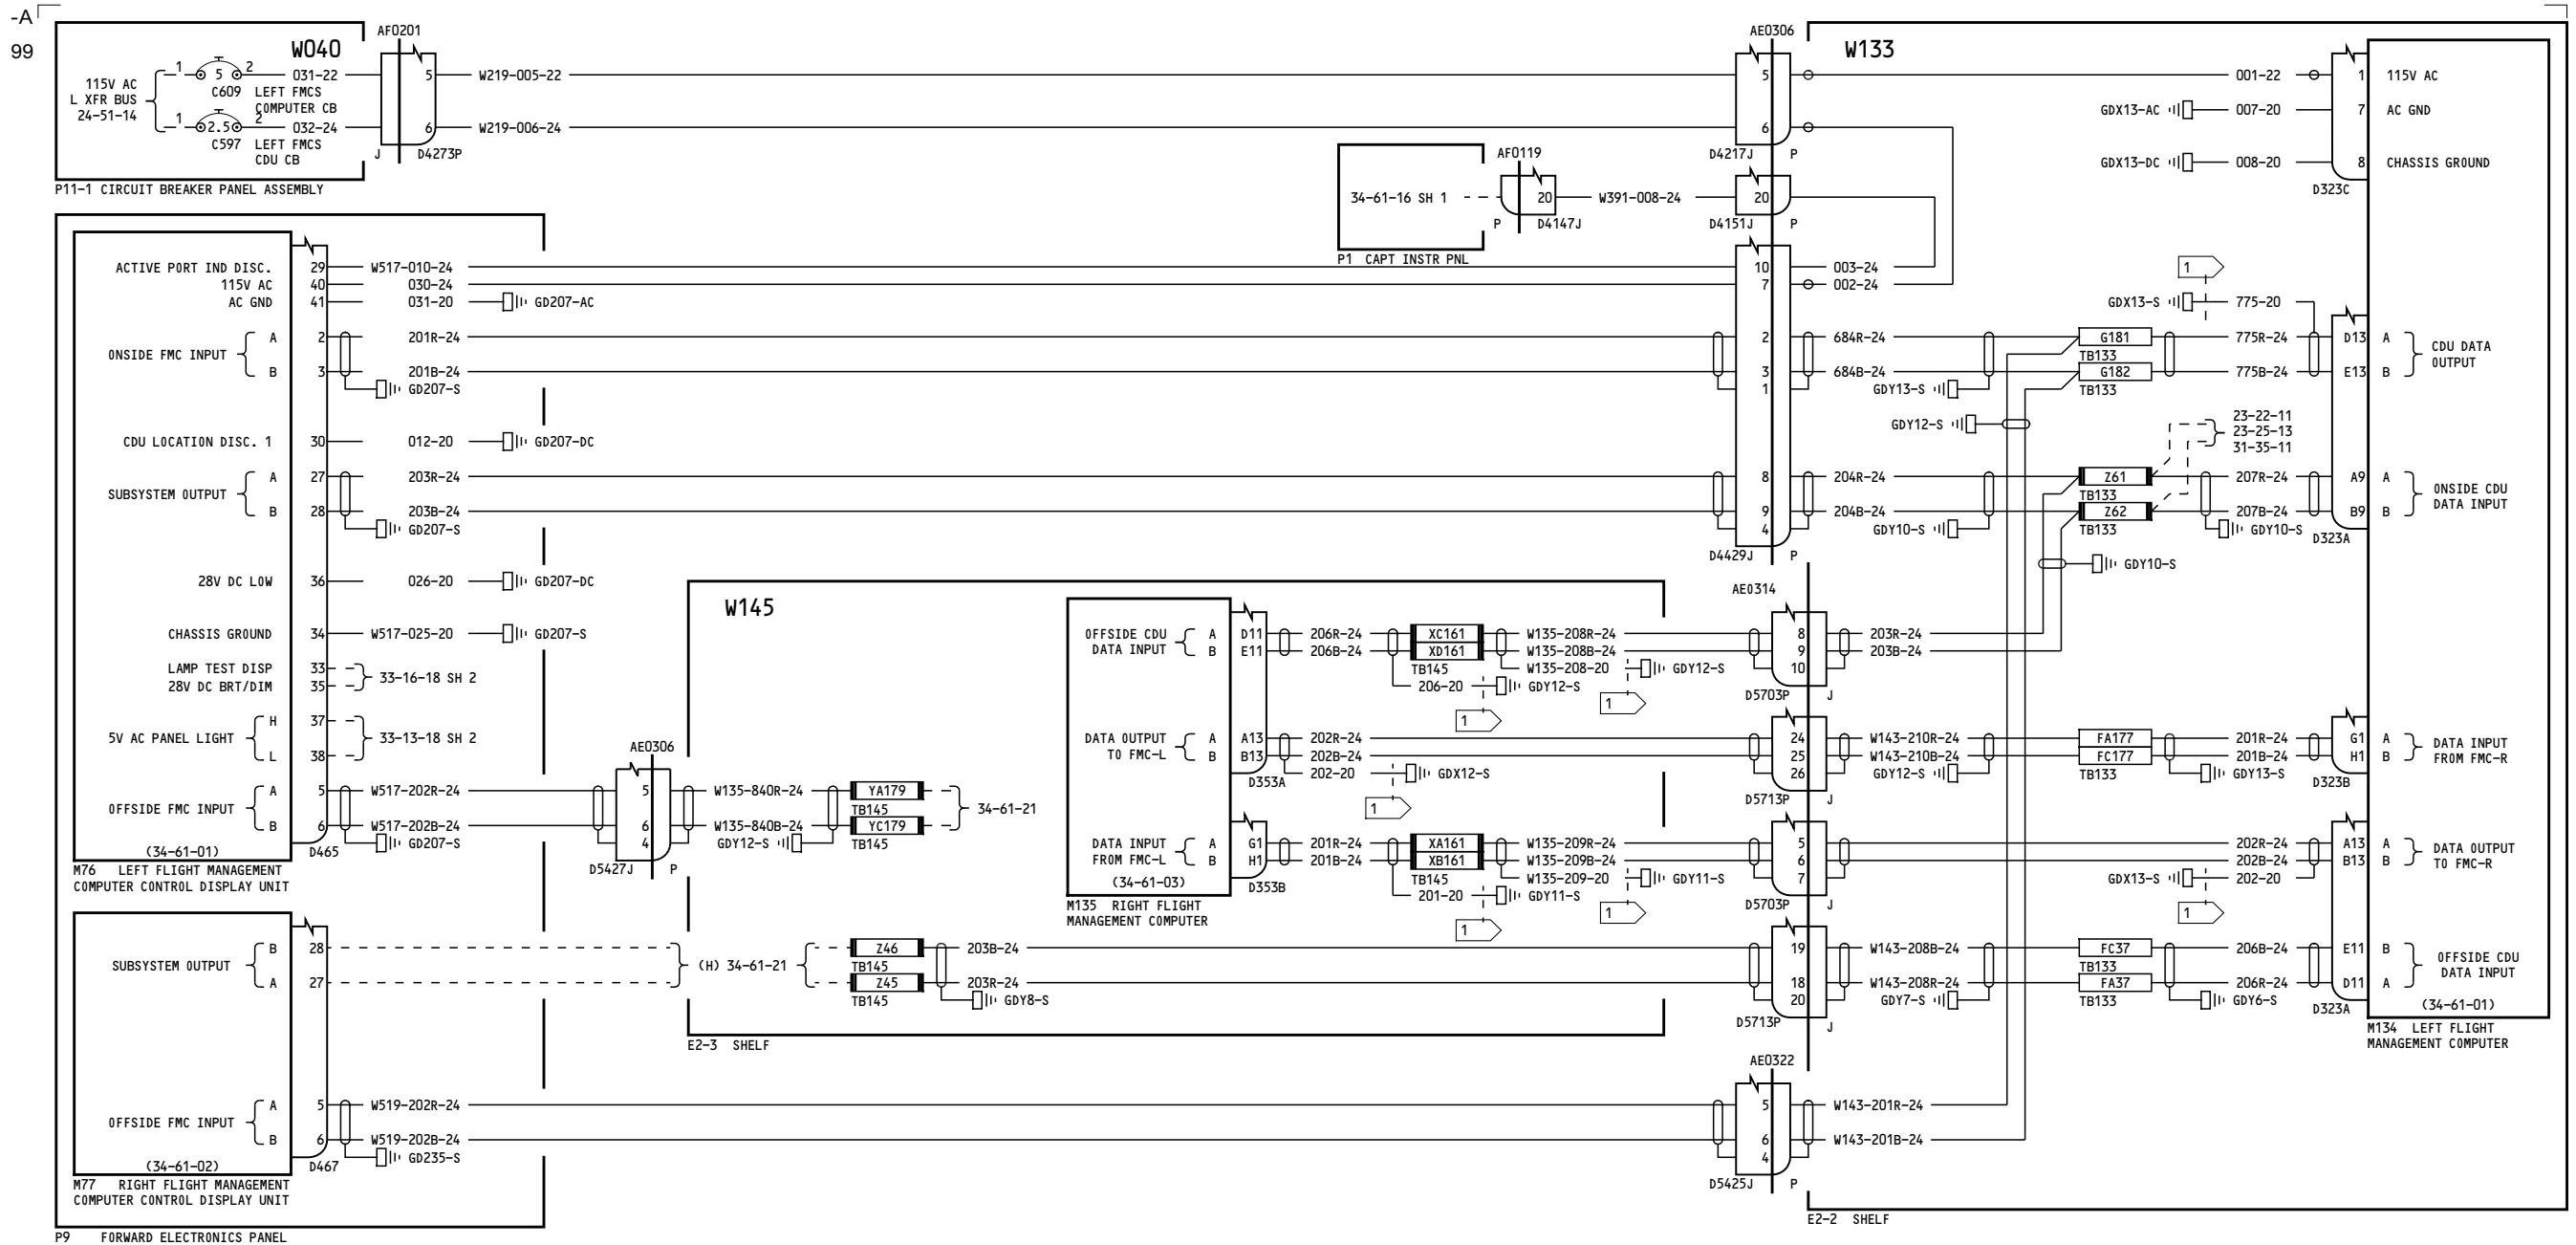 -A
99
W040
115V AC
L XFR BUS
24-51-14
1 5 2 031-22
C609 LEFT FMCS
COMPUTER CB
1 2.5 2 032-24
C597 LEFT FMCS
CDU CB
P11-1 CIRCUIT BREAKER PANEL ASSEMBLY
AF0201
5 W219-005-22
6 W219-006-24
J D4273P
AE0306
5
6
D4217J P
W133
001-22 1 115V AC
GDX13-AC 007-20 7 AC GND
GDX13-DC 008-20 8 CHASSIS GROUND
D323C
34-61-16 SH 1
AF0119
20 W391-008-24 20
P D4147J D4151J P
P1 CAPT INSTR PNL
ACTIVE PORT IND DISC. 29 W517-010-24 10 003-24
115V AC 40 030-24 7 002-24
AC GND 41 031-20 GD207-AC
1
GDX13-S 775-20
ONSIDE FMC INPUT
A 2 201R-24 2 684R-24 G181 775R-24 D13 A
TB133
B 3 201B-24 3 684B-24 G182 775B-24 E13 B
TB133
CDU DATA
OUTPUT
GD207-S 1 GDY13-S
GDY12-S
23-22-11
23-25-13
31-35-11
CDU LOCATION DISC. 1 30 012-20 GD207-DC
SUBSYSTEM OUTPUT
A 27 203R-24 8 204R-24 Z61 207R-24 A9 A
TB133
B 28 203B-24 9 204B-24 Z62 207B-24 B9 B
TB133
ONSIDE CDU
DATA INPUT
GD207-S 4 GDY10-S GDY10-S
D323A
D4429J P
GDY10-S
28V DC LOW 36 026-20 GD207-DC
CHASSIS GROUND 34 W517-025-20 GD207-S
LAMP TEST DISP 33
28V DC BRT/DIM 35
33-16-18 SH 2
5V AC PANEL LIGHT
H 37
L 38
33-13-18 SH 2
OFFSIDE FMC INPUT
A 5 W517-202R-24
B 6 W517-202B-24
GD207-S
(34-61-01) D465
M76 LEFT FLIGHT MANAGEMENT
COMPUTER CONTROL DISPLAY UNIT
AE0306
5 W135-840R-24 YA179
TB145
6 W135-840B-24 YC179
TB145
4 GDY12-S
34-61-21
D5427J P
W145
OFFSIDE CDU
DATA INPUT
A D11 206R-24 XC161 W135-208R-24
B E11 206B-24 XD161 W135-208B-24
TB145 W135-208-20 GDY12-S
206-20 GDY12-S
1
1
AE0314
8 203R-24
9 203B-24
10
D5703P J
DATA OUTPUT
TO FMC-L
A A13 202R-24 24 W143-210R-24 FA177 201R-24 G1 A
B B13 202B-24 25 W143-210B-24 FC177 201B-24 H1 B
202-20 GDX12-S 26 GDY12-S TB133 GDY13-S
DATA INPUT
FROM FMC-R
D353A
1
D5713P J
D323B
DATA INPUT
FROM FMC-L
A G1 201R-24 XA161 W135-209R-24 5 202R-24 A13 A
B H1 201B-24 XB161 W135-209B-24 6 202B-24 B13 B
TB145 W135-209-20 GDY11-S 7 GDX13-S 202-20
201-20 GDY11-S
DATA OUTPUT
TO FMC-R
(34-61-03) D353B
1
1
1
D5703P J
M135 RIGHT FLIGHT
MANAGEMENT COMPUTER
SUBSYSTEM OUTPUT
B 28
A 27
(H) 34-61-21
Z46 203B-24 19 W143-208B-24 FC37 206B-24 E11 B
TB145 TB133
Z45 203R-24 18 W143-208R-24 FA37 206R-24 D11 A
TB145 GDY8-S 20 GDY7-S TB133 GDY6-S
OFFSIDE CDU
DATA INPUT
D5713P J
D323A (34-61-01)
M134 LEFT FLIGHT
MANAGEMENT COMPUTER
E2-3 SHELF
AE0322
OFFSIDE FMC INPUT
A 5 W519-202R-24 5 W143-201R-24
B 6 W519-202B-24 6 W143-201B-24
GD235-S 4
(34-61-02) D467
D5425J P
M77 RIGHT FLIGHT MANAGEMENT
COMPUTER CONTROL DISPLAY UNIT
E2-2 SHELF
P9 FORWARD ELECTRONICS PANEL